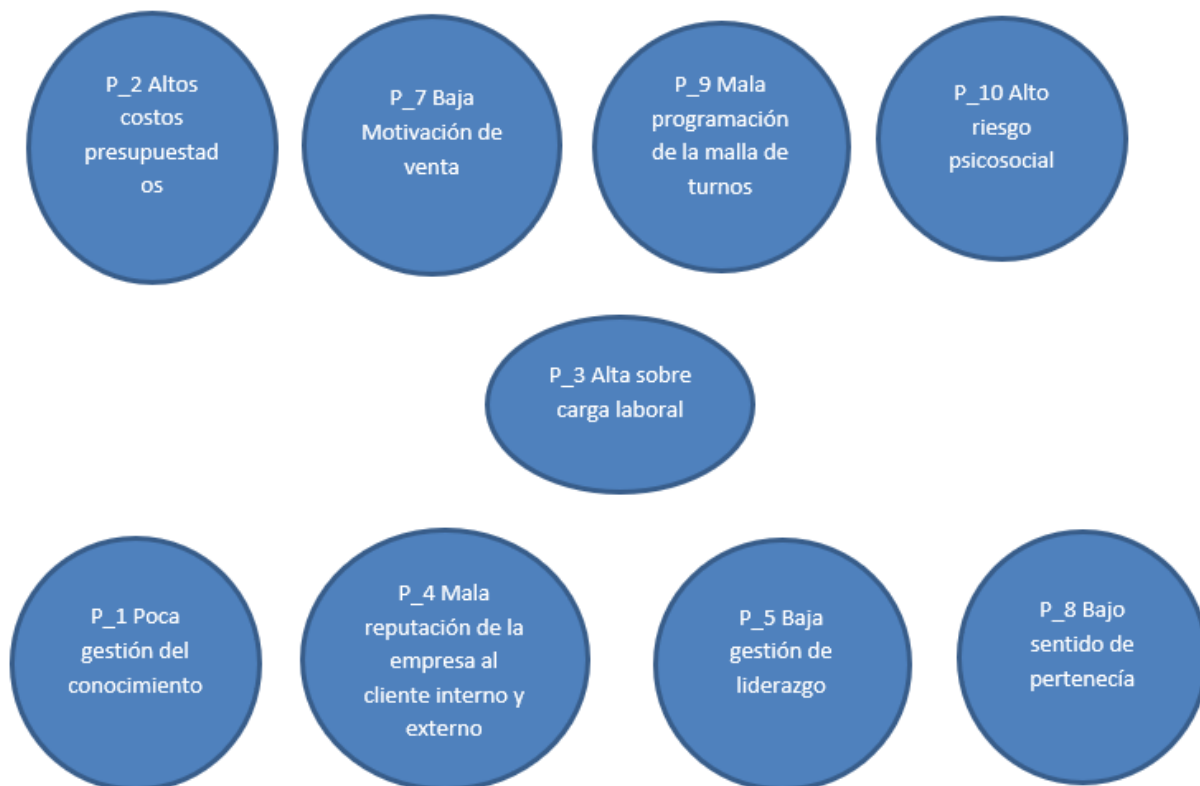 P_2 Altos
costos
presupuestad
os
P_7 Baja
Motivación de
venta
P_9 Mala
programación
de la malla de
turnos
P_10 Alto
riesgo
psicosocial
P_3 Alta sobre
carga laboral
P_1 Poca
gestión del
conocimiento
P_4 Mala
reputación de la
empresa al
cliente interno y
externo
P_5 Baja
gestión de
liderazgo
P_8 Bajo
sentido de
pertenecía